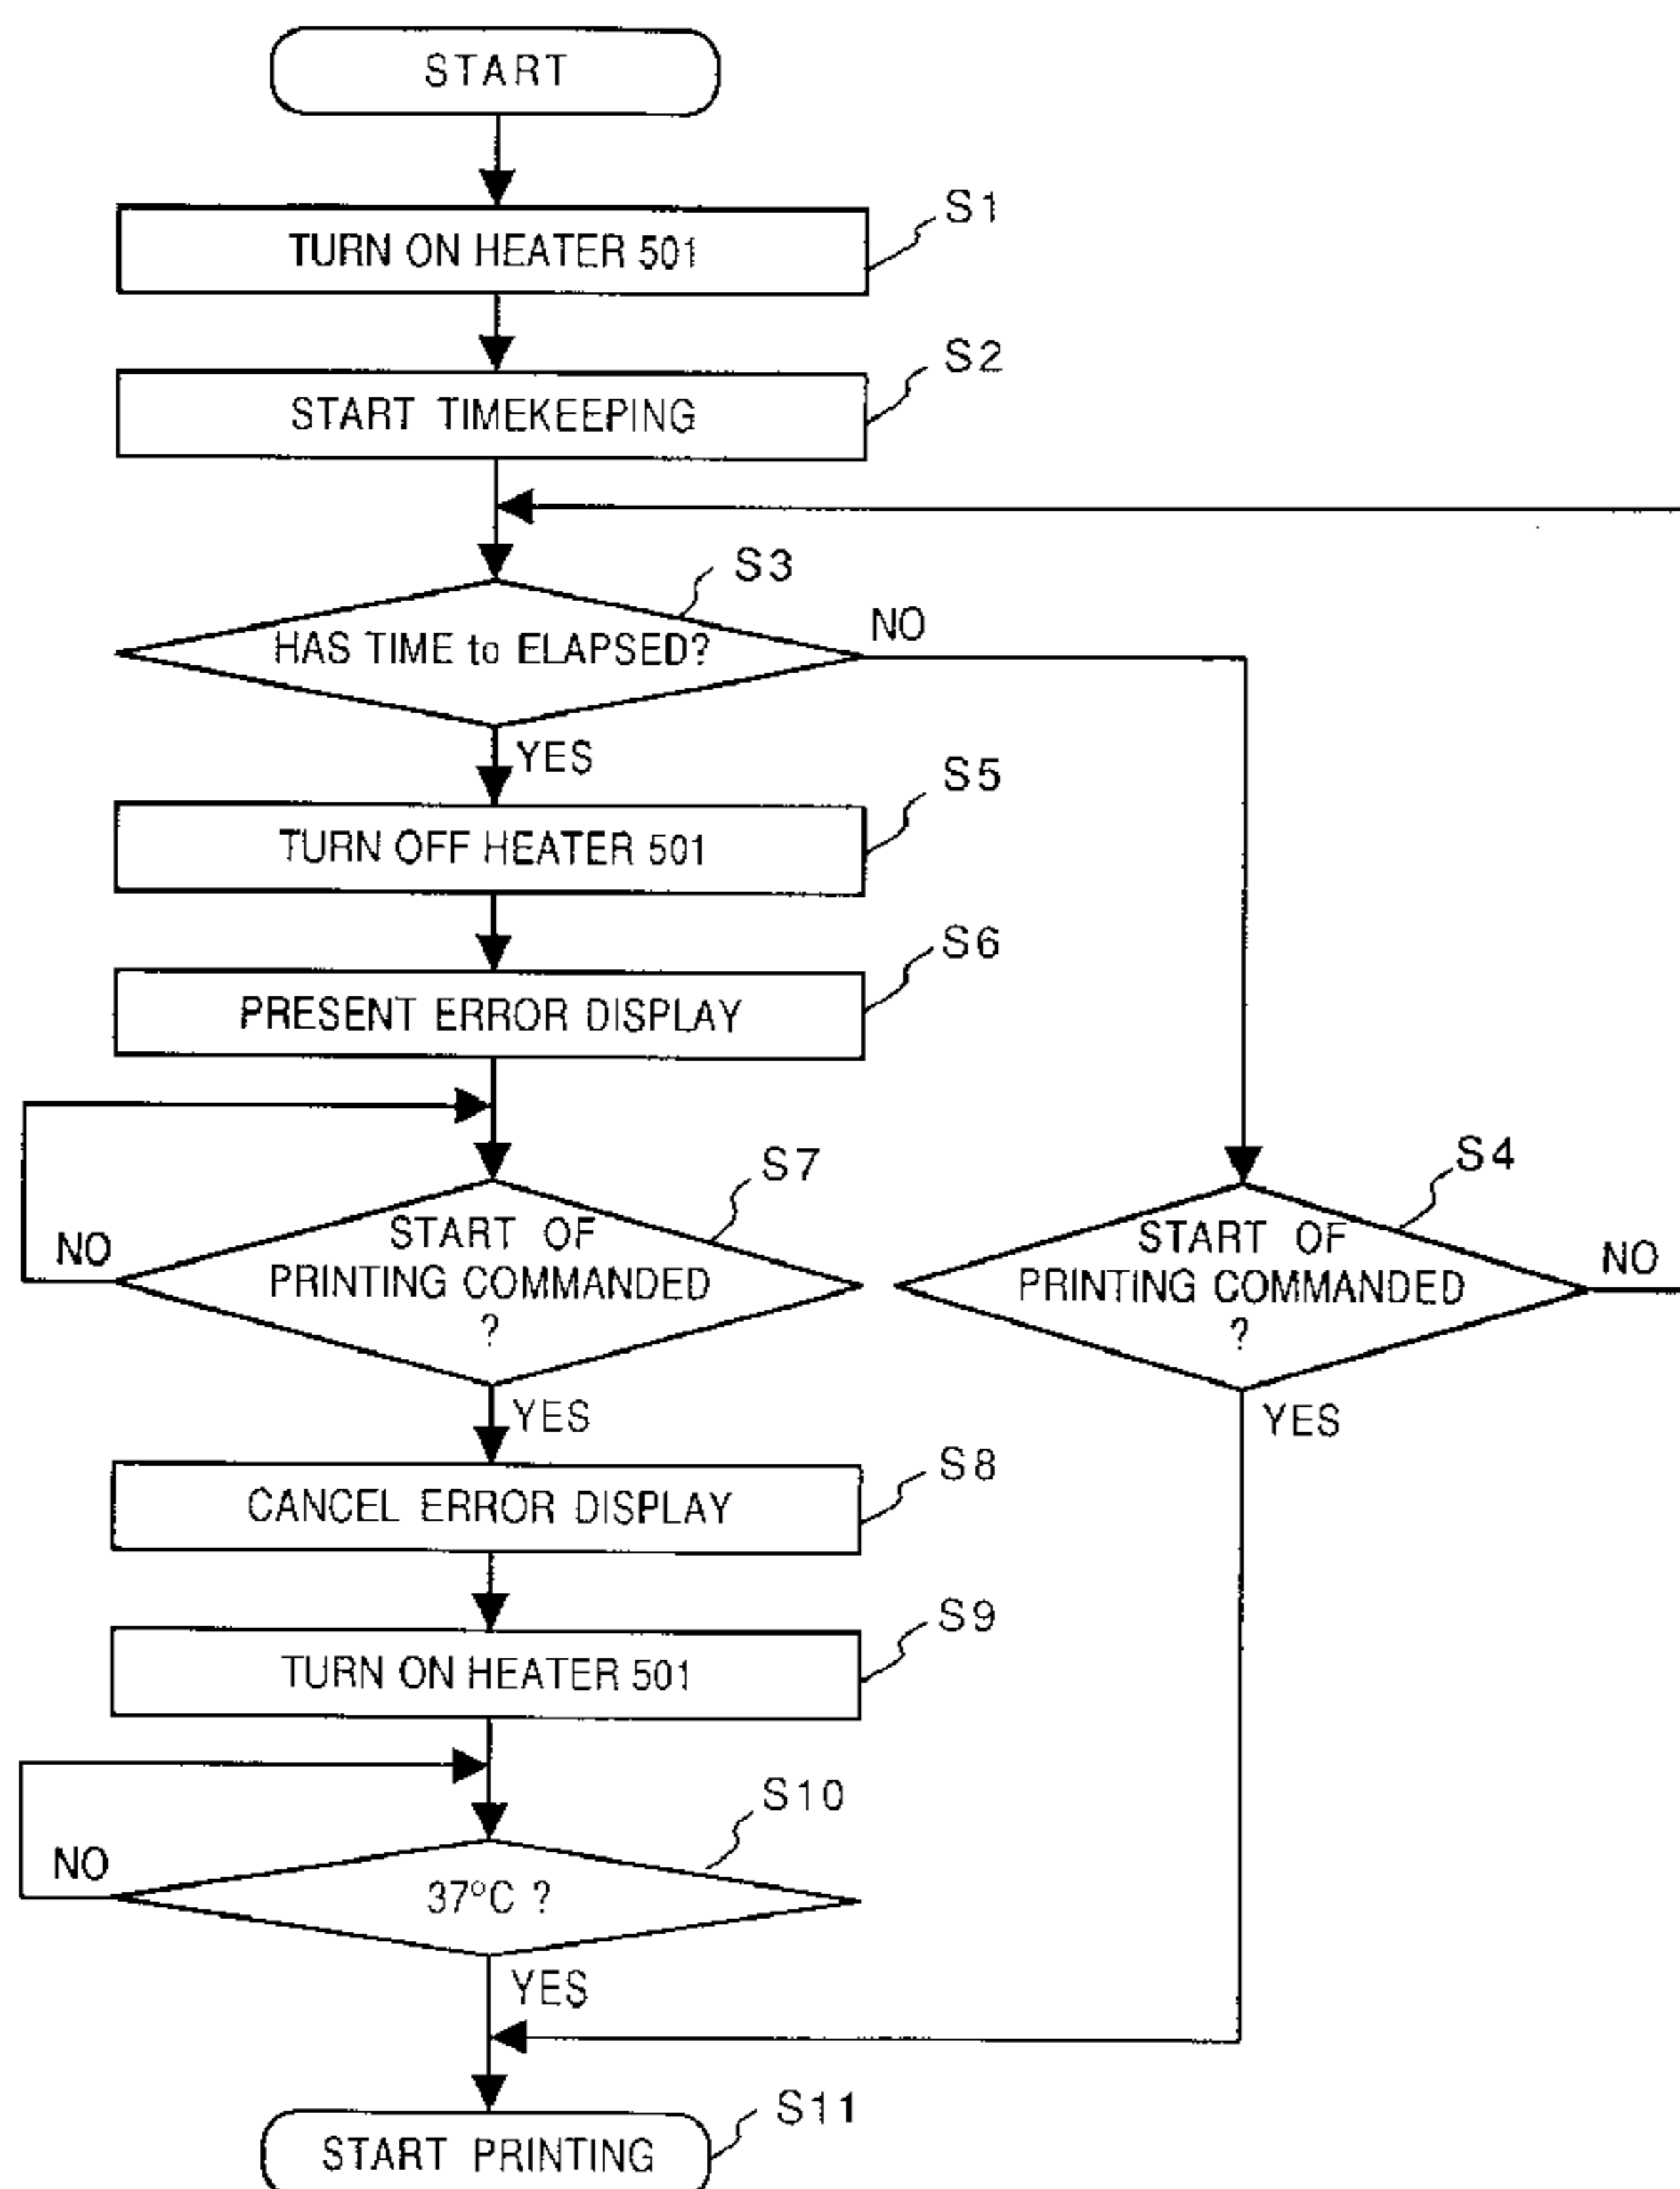 START
S1
TURN ON HEATER 501
S2
START TIMEKEEPING
S3
HAS TIME to ELAPSED?
NO
YES
S5
TURN OFF HEATER 501
S6
PRESENT ERROR DISPLAY
S7
START OF
PRINTING COMMANDED
?
NO
YES
S4
START OF
PRINTING COMMANDED
?
NO
YES
S8
CANCEL ERROR DISPLAY
S9
TURN ON HEATER 501
S10
37°C ?
NO
YES
S11
START PRINTING